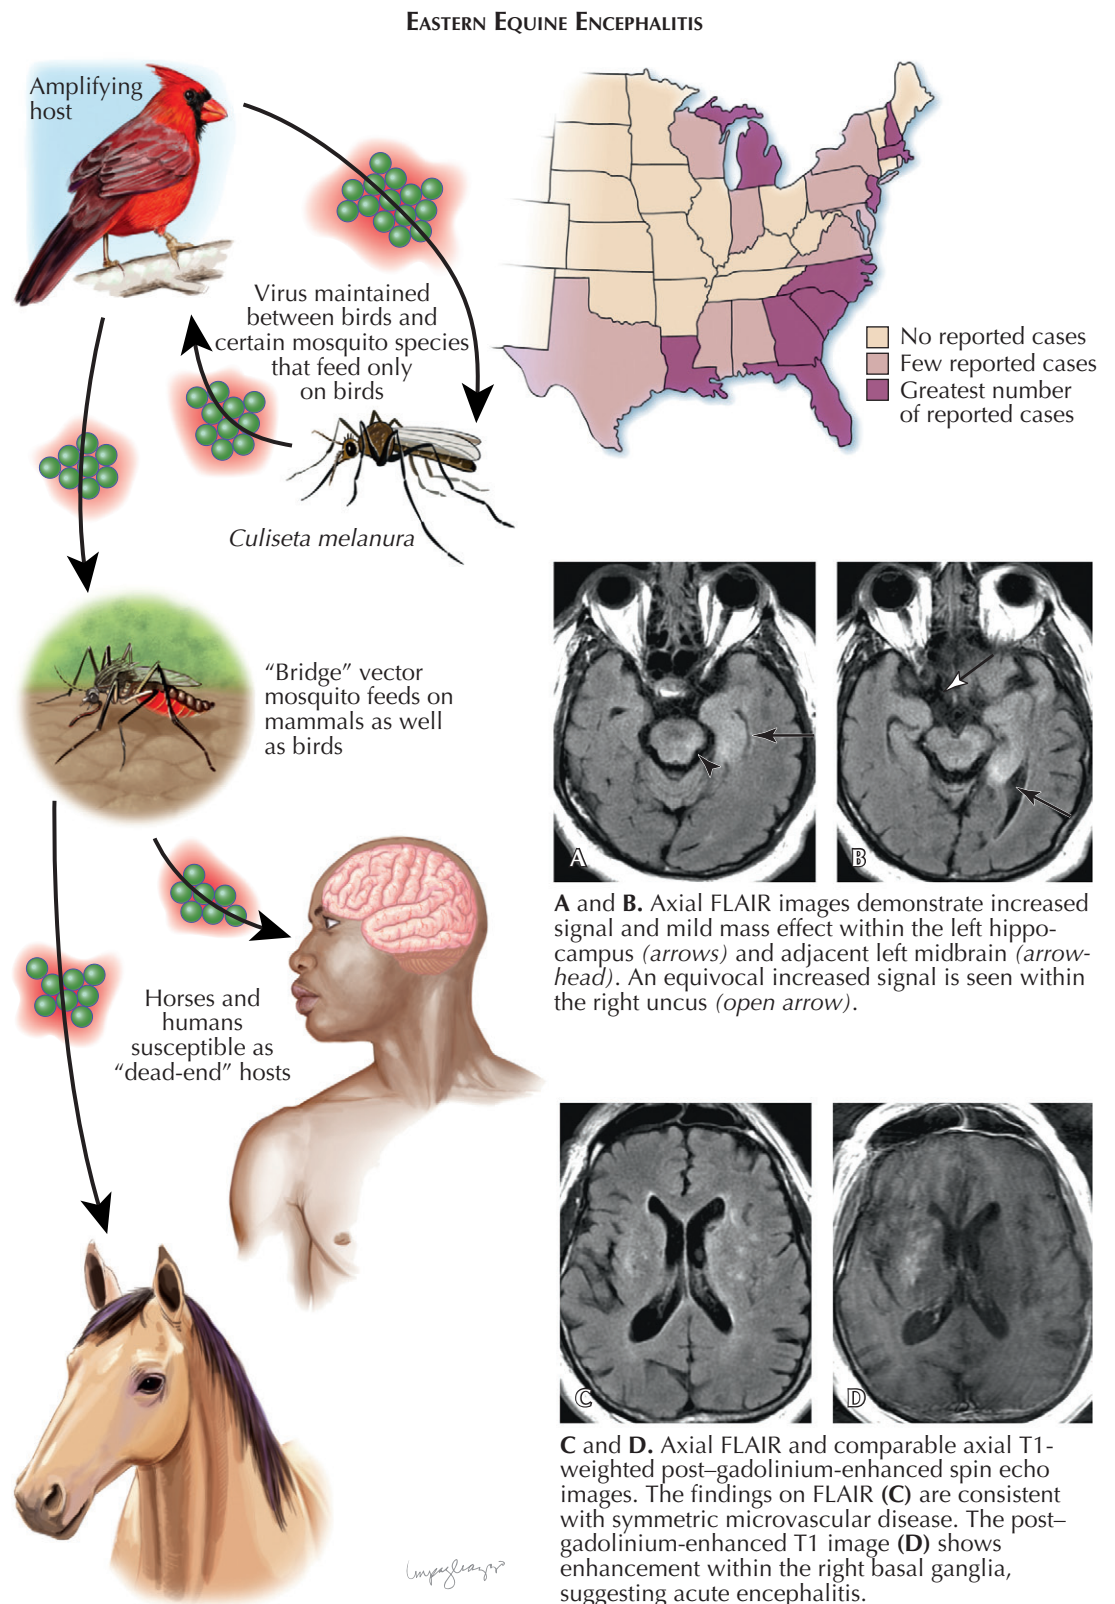 EASTERN EQUINE ENCEPHALITIS
Amplifying
host
Virus maintained
between birds and
certain mosquito species
that feed only
on birds
Culiseta melanura
No reported cases
Few reported cases
Greatest number
of reported cases
“Bridge” vector
mosquito feeds on
mammals as well
as birds
Horses and
humans
susceptible as
“dead-end” hosts
A
B
A and B. Axial FLAIR images demonstrate increased
signal and mild mass effect within the left hippo-
campus (arrows) and adjacent left midbrain (arrow-
head). An equivocal increased signal is seen within
the right uncus (open arrow).
C
D
C and D. Axial FLAIR and comparable axial T1-
weighted post–gadolinium-enhanced spin echo
images. The findings on FLAIR (C) are consistent
with symmetric microvascular disease. The post–
gadolinium-enhanced T1 image (D) shows
enhancement within the right basal ganglia,
suggesting acute encephalitis.